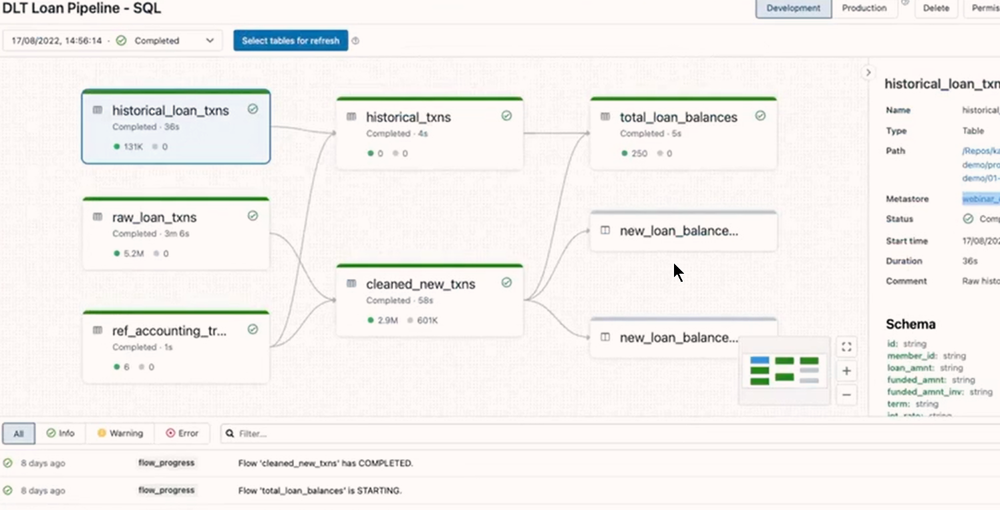 DLT Loan Pipeline - SQL
Development
Production
Delete
Permis
17/08/2022, 14:56:14 · Completed
Select tables for refresh
historical_loan_txns
Completed · 36s
131K 0
raw_loan_txns
Completed · 3m 6s
5.2M 0
ref_accounting_tr...
Completed · 1s
6 0
historical_txns
Completed · 4s
0 0
cleaned_new_txns
Completed · 58s
2.9M 601K
total_loan_balances
Completed · 5s
250 0
new_loan_balance...
new_loan_balance...
historical_loan_txn
Name historical_
Type Table
Path /Repos/ka
demo/pro
demo/01-
Metastore webinar_
Status Comp
Start time 17/08/202
Duration 36s
Comment Raw histo
Schema
id: string
member_id: string
loan_amnt: string
funded_amnt: string
funded_amnt_inv: string
term: string
int_rate: string
All
Info
Warning
Error
Filter...
8 days ago flow_progress Flow 'cleaned_new_txns' has COMPLETED.
8 days ago flow_progress Flow 'total_loan_balances' is STARTING.